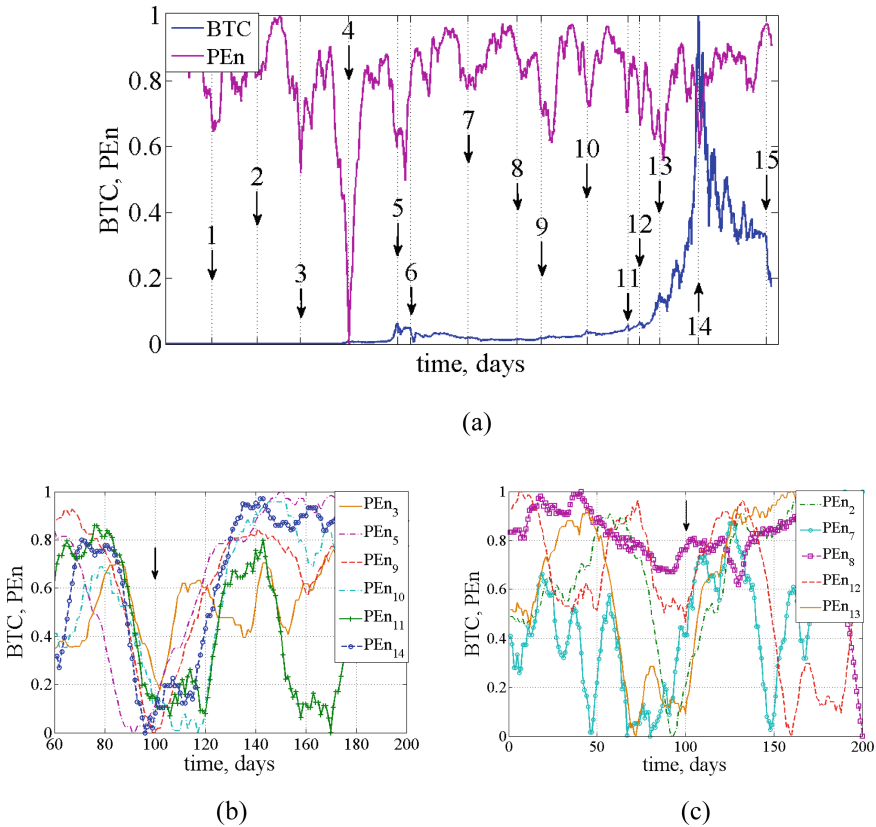 BTC
PEn
BTC, PEn
1
0.8
0.6
0.4
0.2
0
1
2
3
4
5
6
7
8
9
10
11
12
13
14
15
time, days
(a)
BTC, PEn
1
0.8
0.6
0.4
0.2
0
60
80
100
120
140
160
180
200
time, days
PEn3
PEn5
PEn9
PEn10
PEn11
PEn14
(b)
BTC, PEn
1
0.8
0.6
0.4
0.2
0
0
50
100
150
200
time, days
PEn2
PEn7
PEn8
PEn12
PEn13
(c)